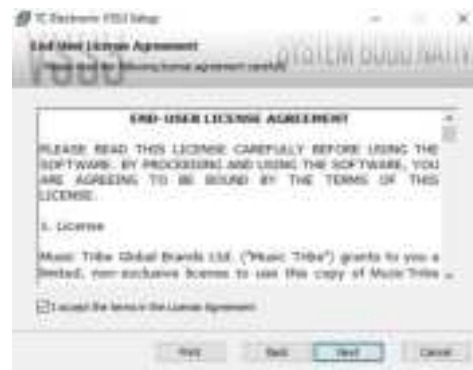 TC Electronic VSS3 Setup
End-User License Agreement
Please read the following license agreement carefully
VSS3
SYSTEM 6000 NATIV
END-USER LICENSE AGREEMENT
PLEASE READ THIS LICENSE CAREFULLY BEFORE USING THE
SOFTWARE. BY PROCEEDING AND USING THE SOFTWARE, YOU
ARE AGREEING TO BE BOUND BY THE TERMS OF THIS
LICENSE.
1. License
Music Tribe Global Brands Ltd. ("Music Tribe") grants to you a
limited, non-exclusive license to use this copy of Music Tribe
I accept the terms in the License Agreement
Print
Back
Next
Cancel